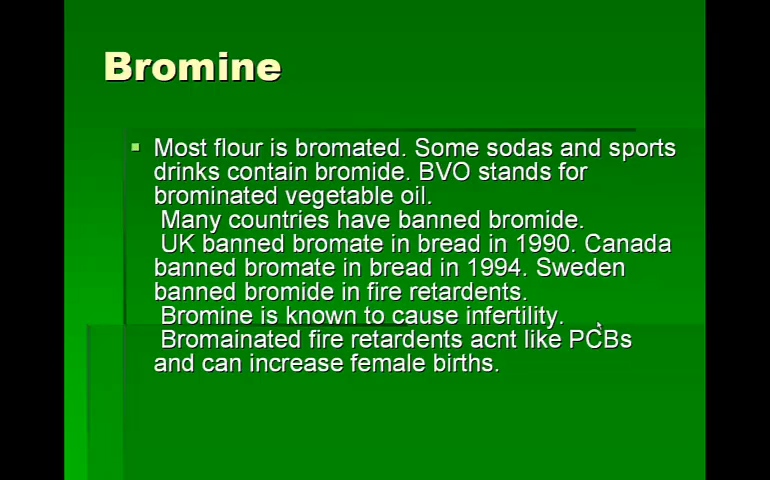 Bromine
Most flour is bromated. Some sodas and sports
drinks contain bromide. BVO stands for
brominated vegetable oil.
Many countries have banned bromide.
UK banned bromate in bread in 1990. Canada
banned bromate in bread in 1994. Sweden
banned bromide in fire retardents.
Bromine is known to cause infertility.
Bromainated fire retardents acnt like PCBs
and can increase female births.